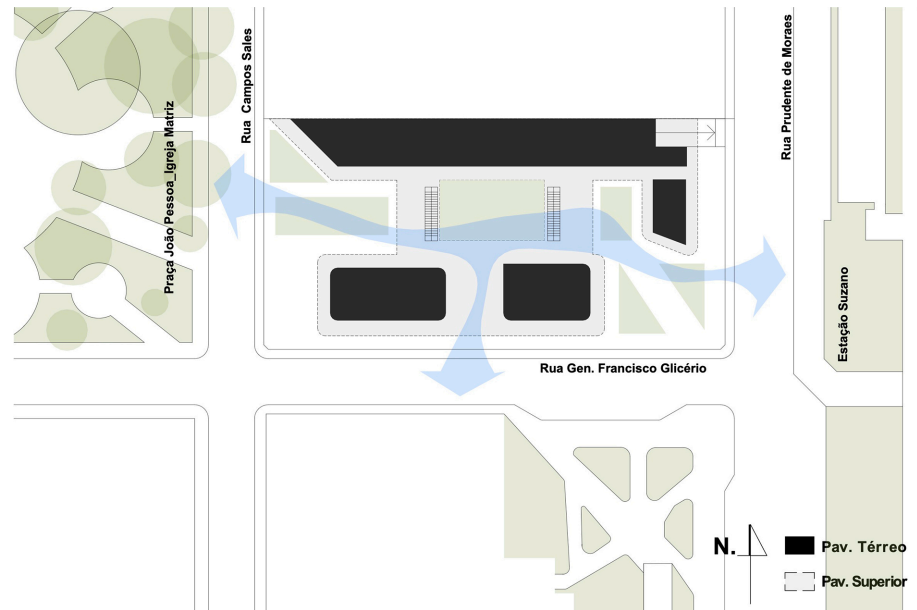 Praça João Pessoa_Igreja Matriz
Rua Campos Sales
Rua Prudente de Moraes
Estação Suzano
Rua Gen. Francisco Glicério
N.
Pav. Térreo
Pav. Superior